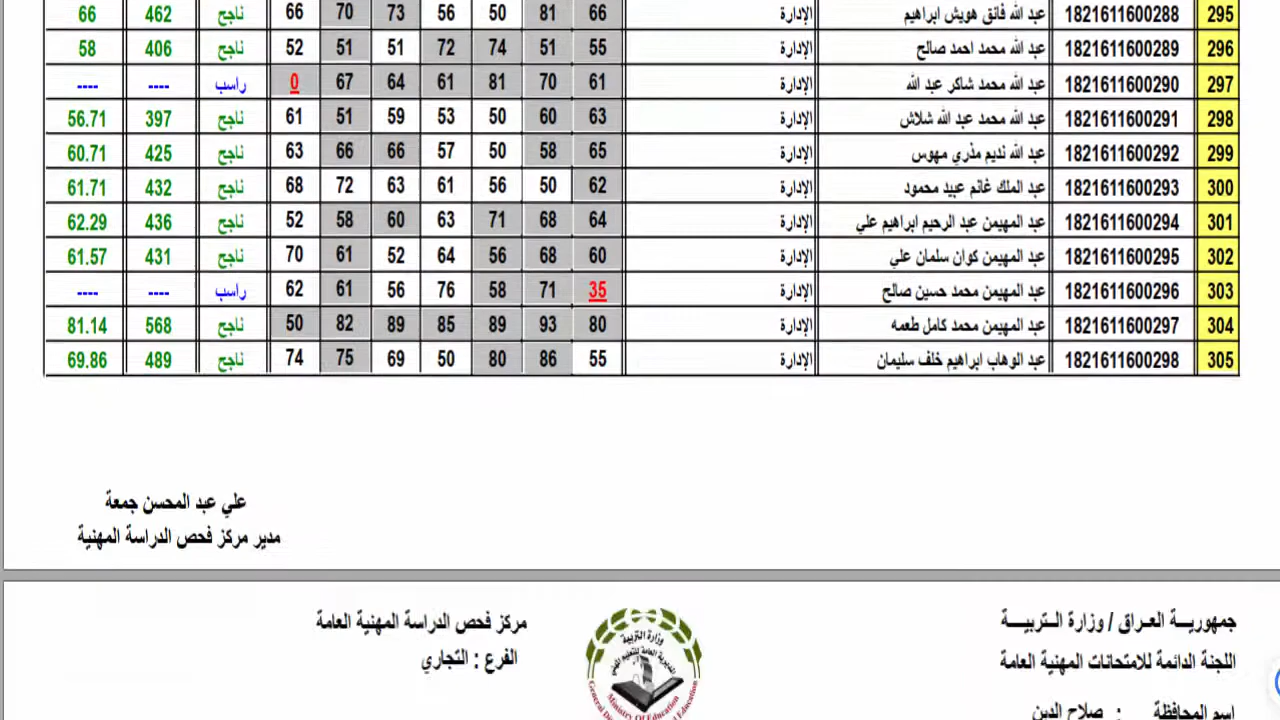 295 1821611600288 عبد الله فائق هويش ابراهيم الإدارة 66 81 50 56 73 70 66 ناجح 462 66
296 1821611600289 عبد الله محمد احمد صالح الإدارة 55 51 74 72 51 51 52 ناجح 406 58
297 1821611600290 عبد الله محمد شاكر عبد الله الإدارة 61 70 81 61 64 67 0 راسب ---- ----
298 1821611600291 عبد الله محمد عبد الله شلاش الإدارة 63 60 50 53 59 51 61 ناجح 397 56.71
299 1821611600292 عبد الله نديم مذري مهوس الإدارة 65 58 50 57 66 66 63 ناجح 425 60.71
300 1821611600293 عبد الملك غانم عبيد محمود الإدارة 62 50 56 61 63 72 68 ناجح 432 61.71
301 1821611600294 عبد المهيمن عبد الرحيم ابراهيم علي الإدارة 64 68 71 63 60 58 52 ناجح 436 62.29
302 1821611600295 عبد المهيمن كوان سلمان علي الإدارة 60 68 56 64 52 61 70 ناجح 431 61.57
303 1821611600296 عبد المهيمن محمد حسين صالح الإدارة 35 71 58 76 56 61 62 راسب ---- ----
304 1821611600297 عبد المهيمن محمد كامل طعمه الإدارة 80 93 89 85 89 82 50 ناجح 568 81.14
305 1821611600298 عبد الوهاب ابراهيم خلف سليمان الإدارة 55 86 80 50 69 75 74 ناجح 489 69.86
علي عبد المحسن جمعة
مدير مركز فحص الدراسة المهنية
جمهوريـــة العـراق / وزارة الــتربيـــة
مركز فحص الدراسة المهنية العامة
اللجنة الدائمة للامتحانات المهنية العامة
الفرع : التجاري
وزارة التربية
المديرية العامة للتعليم المهني
Ministry Of Education
اسم المحافظة : صلاح الدين